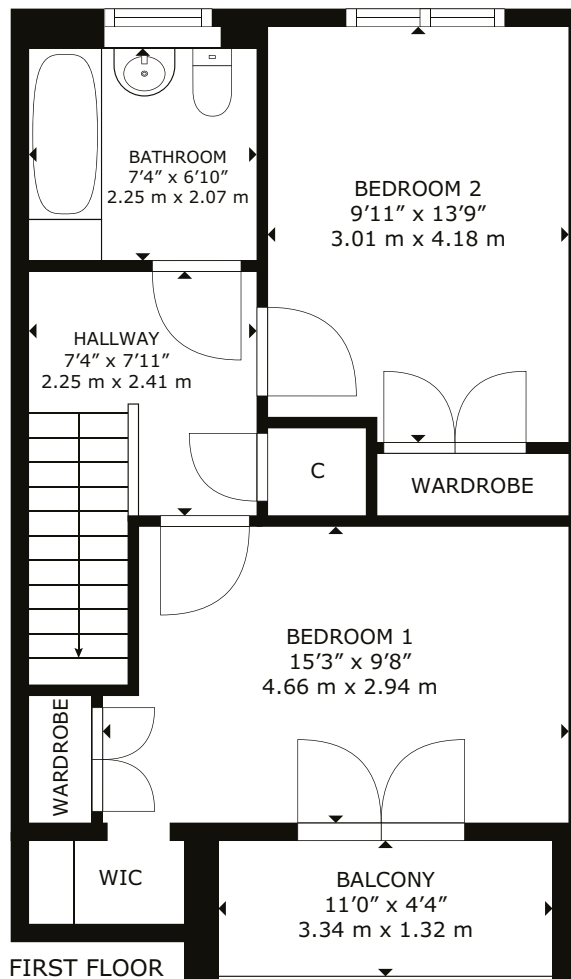 BATHROOM
7’4” x 6’10”
2.25 m x 2.07 m
BEDROOM 2
9’11” x 13’9”
3.01 m x 4.18 m
HALLWAY
7’4” x 7’11”
2.25 m x 2.41 m
C
WARDROBE
BEDROOM 1
15’3” x 9’8”
4.66 m x 2.94 m
WARDROBE
WIC
BALCONY
11’0” x 4’4”
3.34 m x 1.32 m
FIRST FLOOR